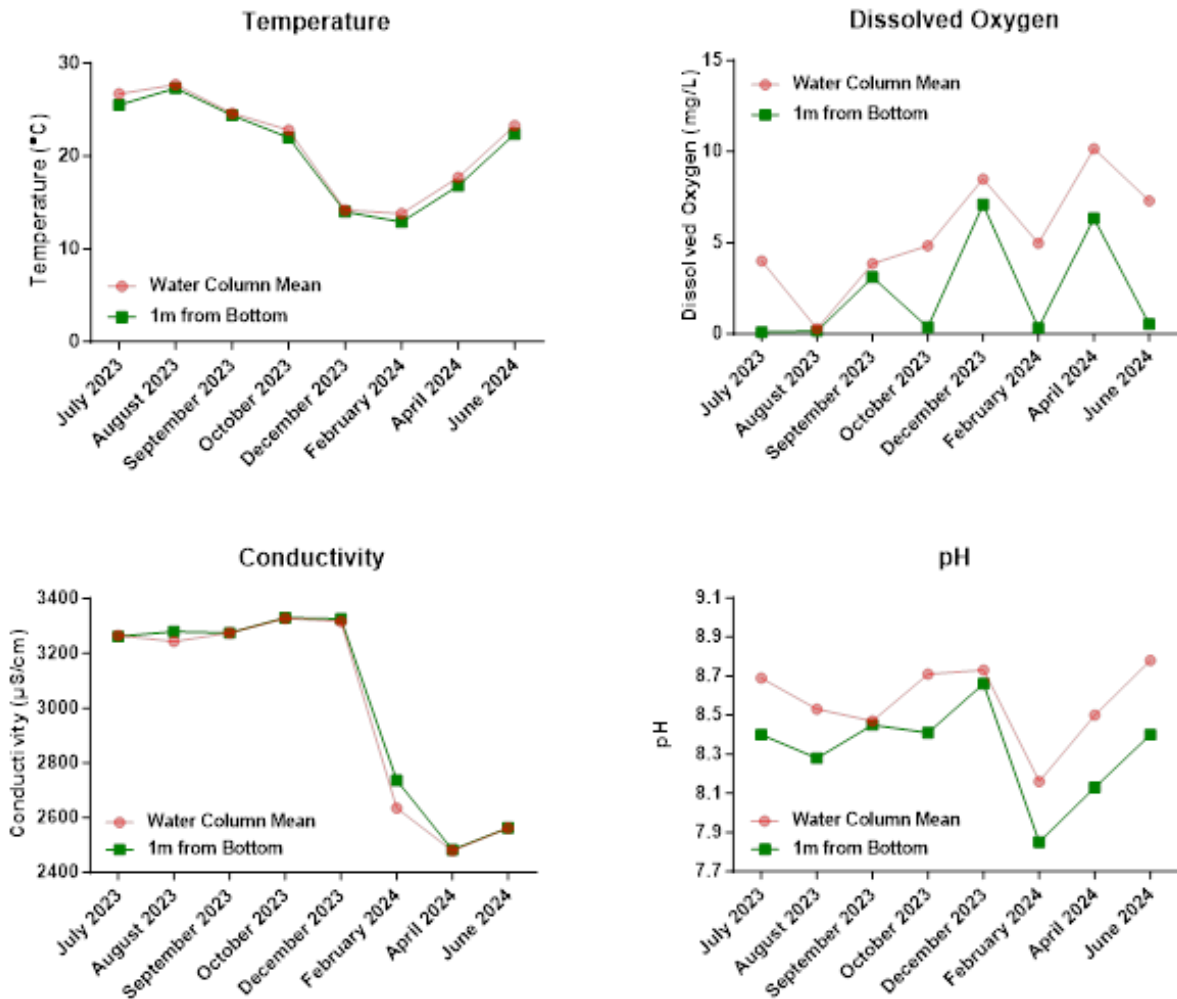 Temperature
30
20
10
0
Temperature (°C)
Water Column Mean
1m from Bottom
July 2023
August 2023
September 2023
October 2023
December 2023
February 2024
April 2024
June 2024
Dissolved Oxygen
15
10
5
0
Dissolved Oxygen (mg/L)
Water Column Mean
1m from Bottom
July 2023
August 2023
September 2023
October 2023
December 2023
February 2024
April 2024
June 2024
Conductivity
3400
3200
3000
2800
2600
2400
Conductivity (µS/cm)
Water Column Mean
1m from Bottom
July 2023
August 2023
September 2023
October 2023
December 2023
February 2024
April 2024
June 2024
pH
9.1
8.9
8.7
8.5
8.3
8.1
7.9
7.7
pH
Water Column Mean
1m from Bottom
July 2023
August 2023
September 2023
October 2023
December 2023
February 2024
April 2024
June 2024